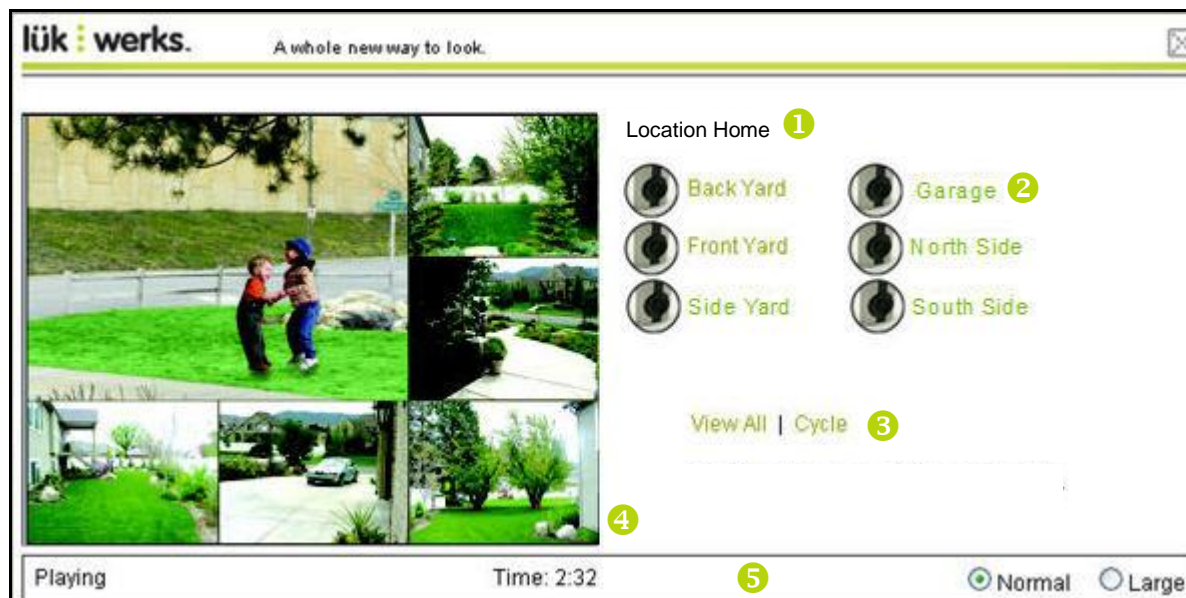 lük werks.
A whole new way to look.
Location Home 1
Back Yard
Garage 2
Front Yard
North Side
Side Yard
South Side
View All | Cycle 3
4
Playing
Time: 2:32
5
Normal
Large